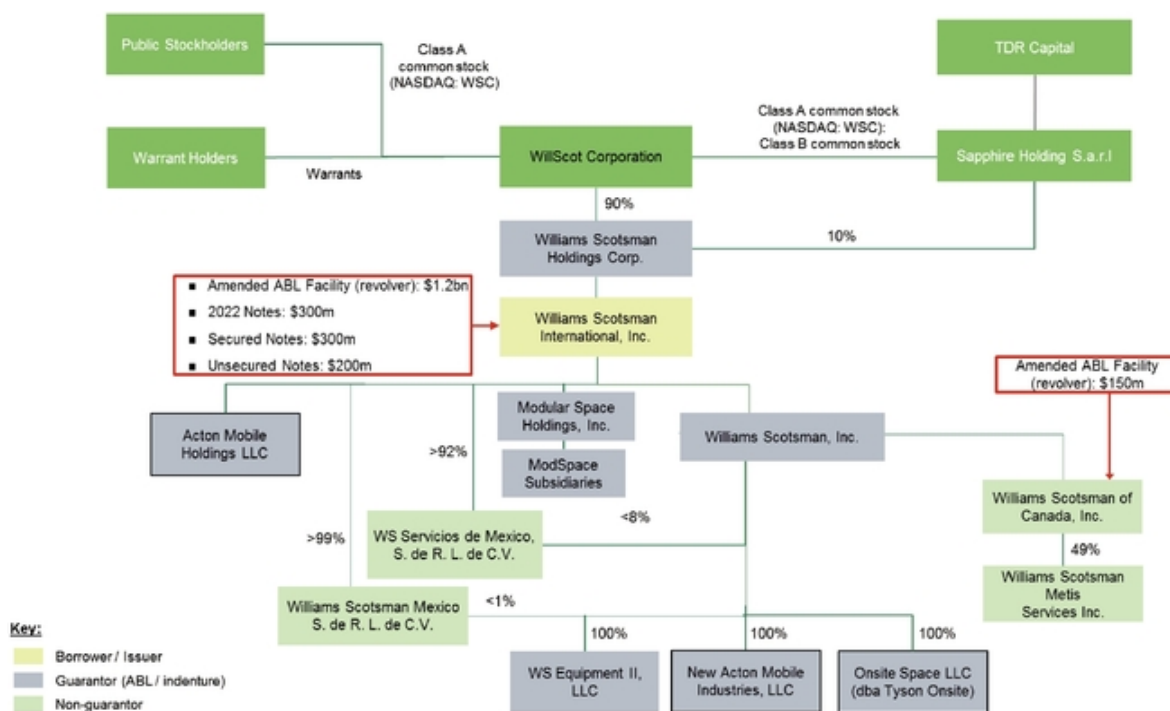 Public Stockholders
Class A
common stock
(NASDAQ: WSC)
TDR Capital
Warrant Holders
Warrants
WillScot Corporation
Class A common stock
(NASDAQ: WSC):
Class B common stock
Sapphire Holding S.a.r.l
90%
Williams Scotsman
Holdings Corp.
10%
■ Amended ABL Facility (revolver): $1.2bn
■ 2022 Notes: $300m
■ Secured Notes: $300m
■ Unsecured Notes: $200m
Williams Scotsman
International, Inc.
Amended ABL Facility
(revolver): $150m
Acton Mobile
Holdings LLC
Modular Space
Holdings, Inc.
Williams Scotsman, Inc.
>92%
ModSpace
Subsidiaries
Williams Scotsman of
Canada, Inc.
>99%
WS Servicios de Mexico,
S. de R. L. de C.V.
<8%
49%
Williams Scotsman
Metis
Services Inc.
Williams Scotsman Mexico
S. de R. L. de C.V.
<1%
100%
100%
100%
WS Equipment II,
LLC
New Acton Mobile
Industries, LLC
Onsite Space LLC
(dba Tyson Onsite)
Key:
Borrower / Issuer
Guarantor (ABL / indenture)
Non-guarantor